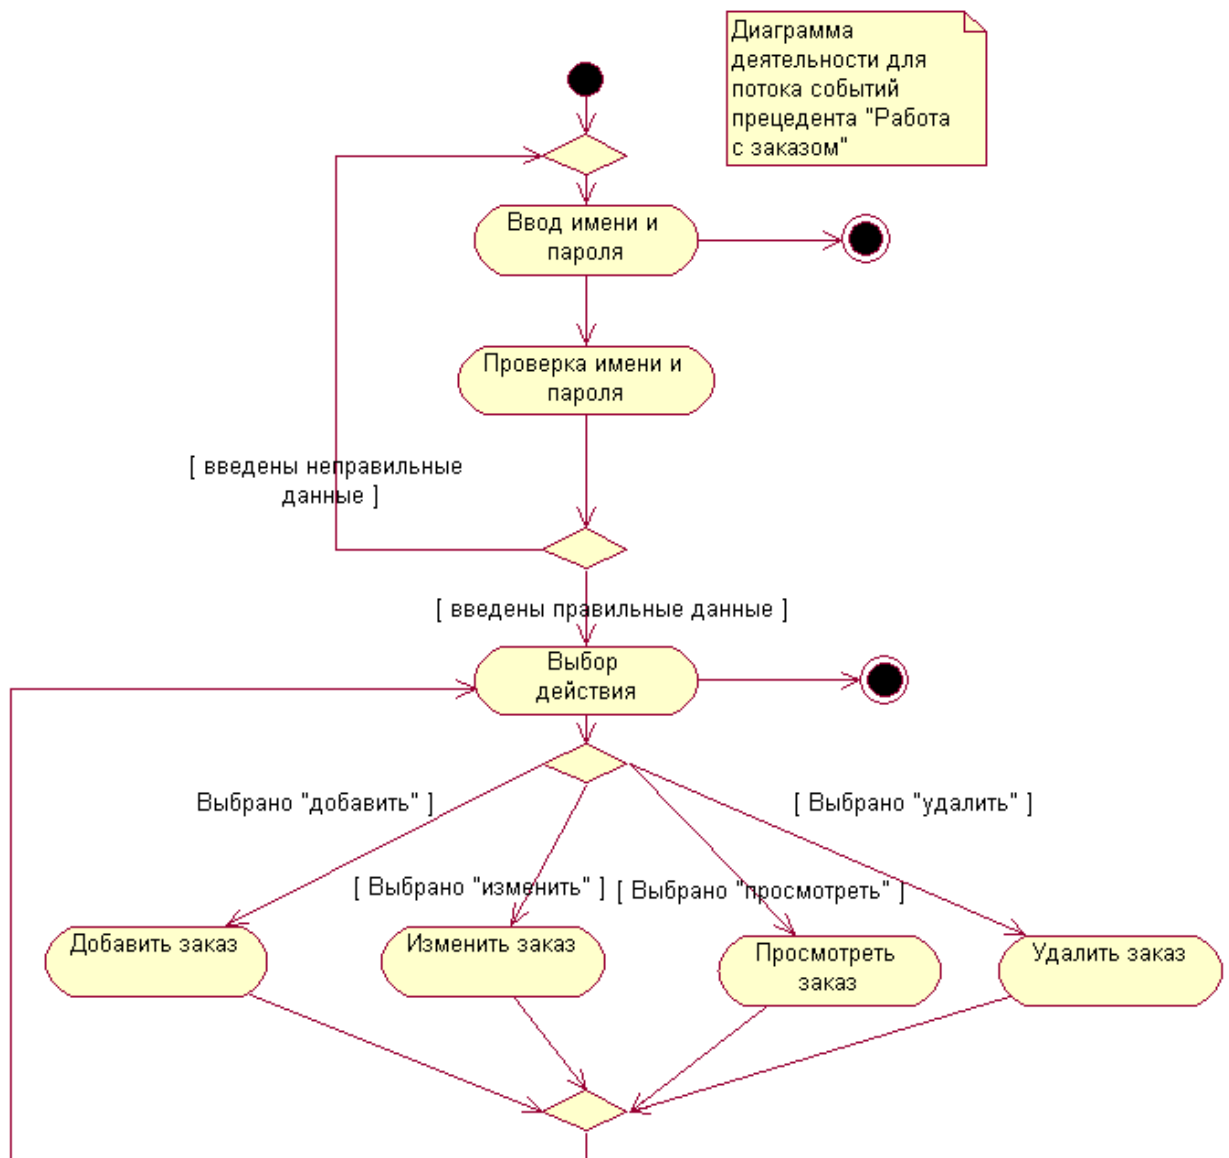 Диаграмма
деятельности для
потока событий
прецедента "Работа
с заказом"
Ввод имени и
пароля
Проверка имени и
пароля
[ введены неправильные
данные ]
[ введены правильные данные ]
Выбор
действия
Выбрано "добавить" ]
[ Выбрано "удалить" ]
[ Выбрано "изменить" ]
[ Выбрано "просмотреть" ]
Добавить заказ
Изменить заказ
Просмотреть
заказ
Удалить заказ